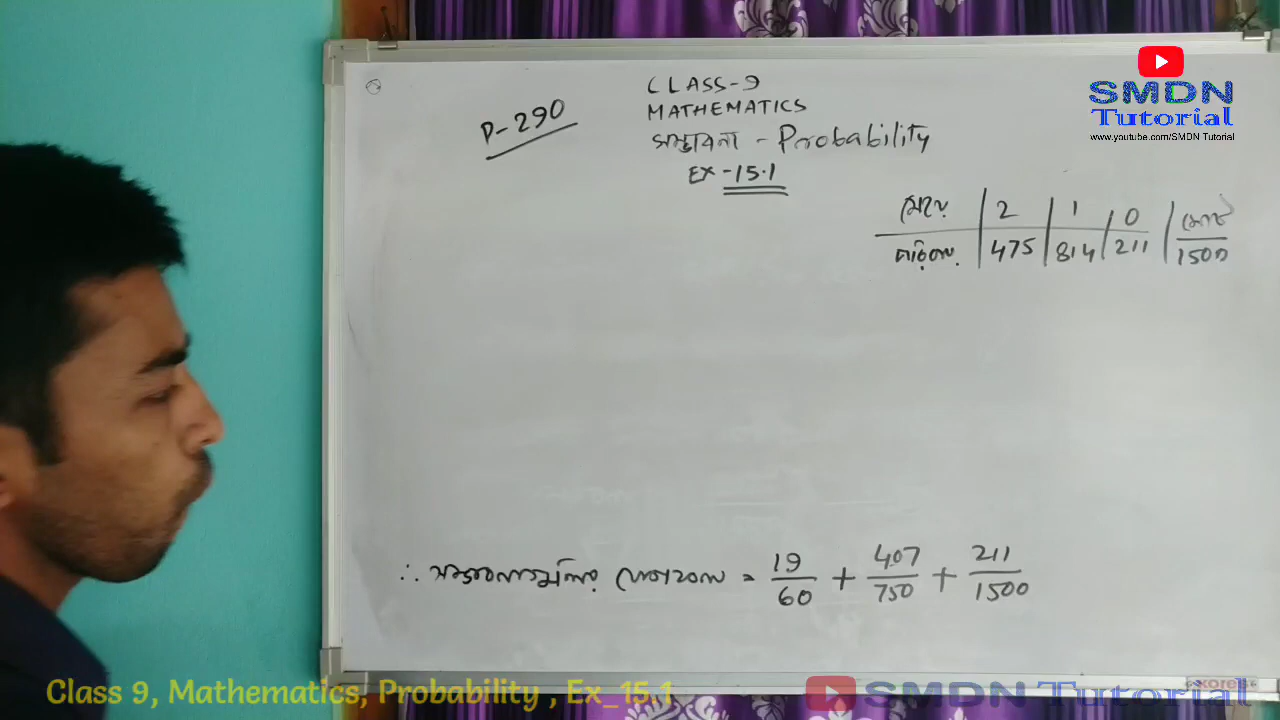 CLASS-9
P-290
MATHEMATICS
সম্ভাবনা - Probability
EX -15.1
2 1 0
475 814 211 1500
∴ = 19/60 + 407/750 + 211/1500
SMDN
Tutorial
www.youtube.com/SMDN Tutorial
Class 9, Mathematics, Probability , Ex_15.1
SMDN Tutorial